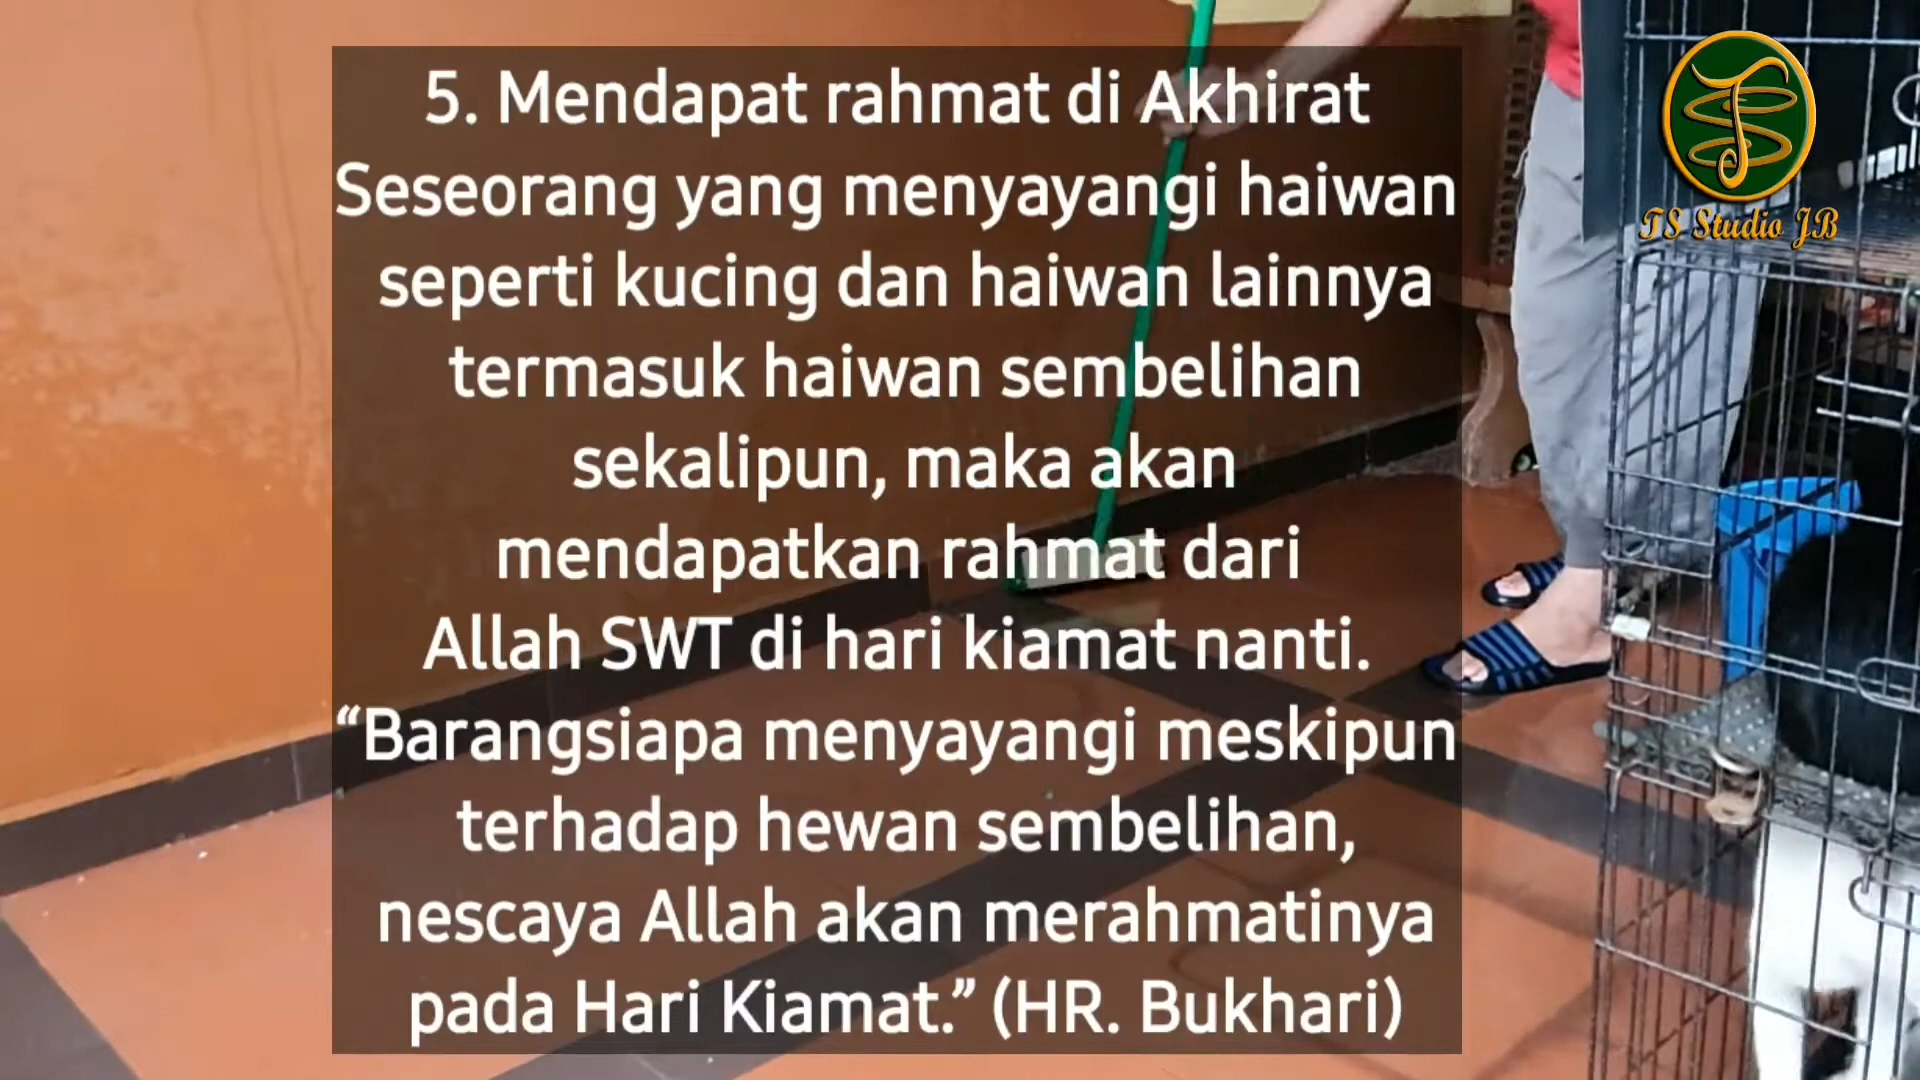 5. Mendapat rahmat di Akhirat
Seseorang yang menyayangi haiwan
seperti kucing dan haiwan lainnya
termasuk haiwan sembelihan
sekalipun, maka akan
mendapatkan rahmat dari
Allah SWT di hari kiamat nanti.
“Barangsiapa menyayangi meskipun
terhadap hewan sembelihan,
nescaya Allah akan merahmatinya
pada Hari Kiamat.” (HR. Bukhari)
TS Studio JB